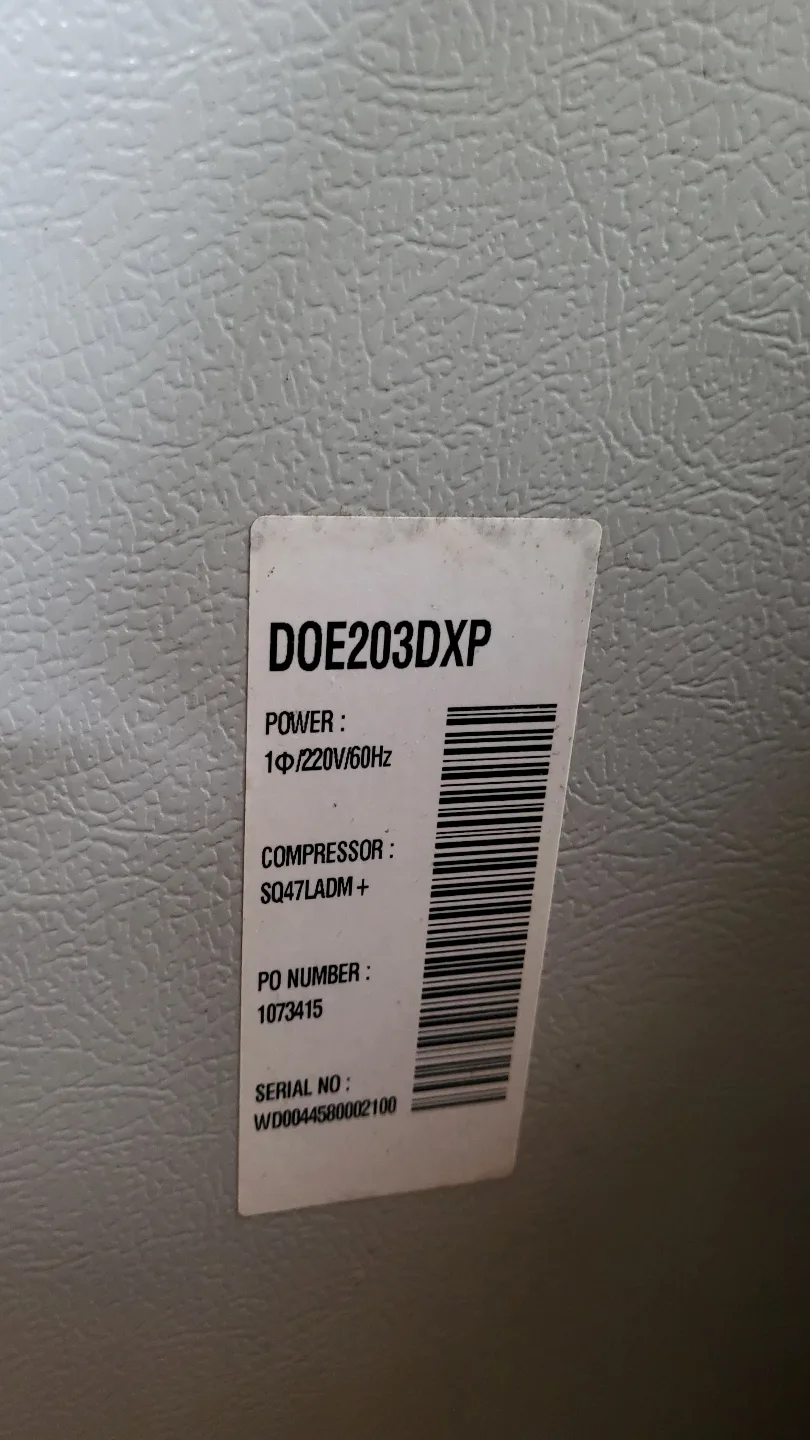 DOE203DXP
POWER :
1Φ/220V/60Hz
COMPRESSOR :
SQ47LADM+
PO NUMBER :
1073415
SERIAL NO :
WD0044580002100